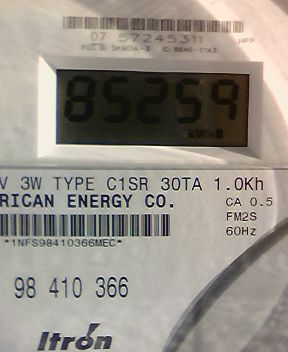 07 57245311
85259
kWh
V 3W TYPE C1SR 30TA 1.0Kh
RICAN ENERGY CO.
CA 0.5
FM2S
60Hz
*1NFS98410366MEC*
98 410 366
Itrón